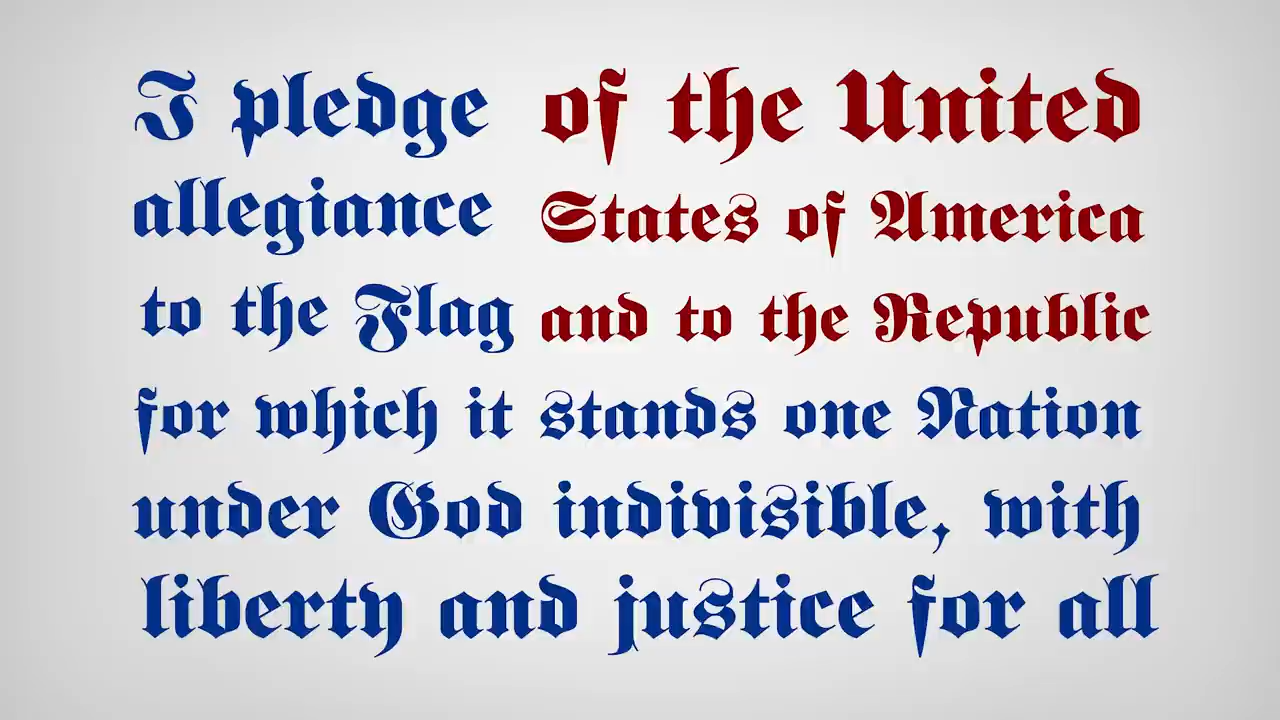 I pledge
allegiance
to the Flag
of the United
States of America
and to the Republic
for which it stands one Nation
under God indivisible, with
liberty and justice for all